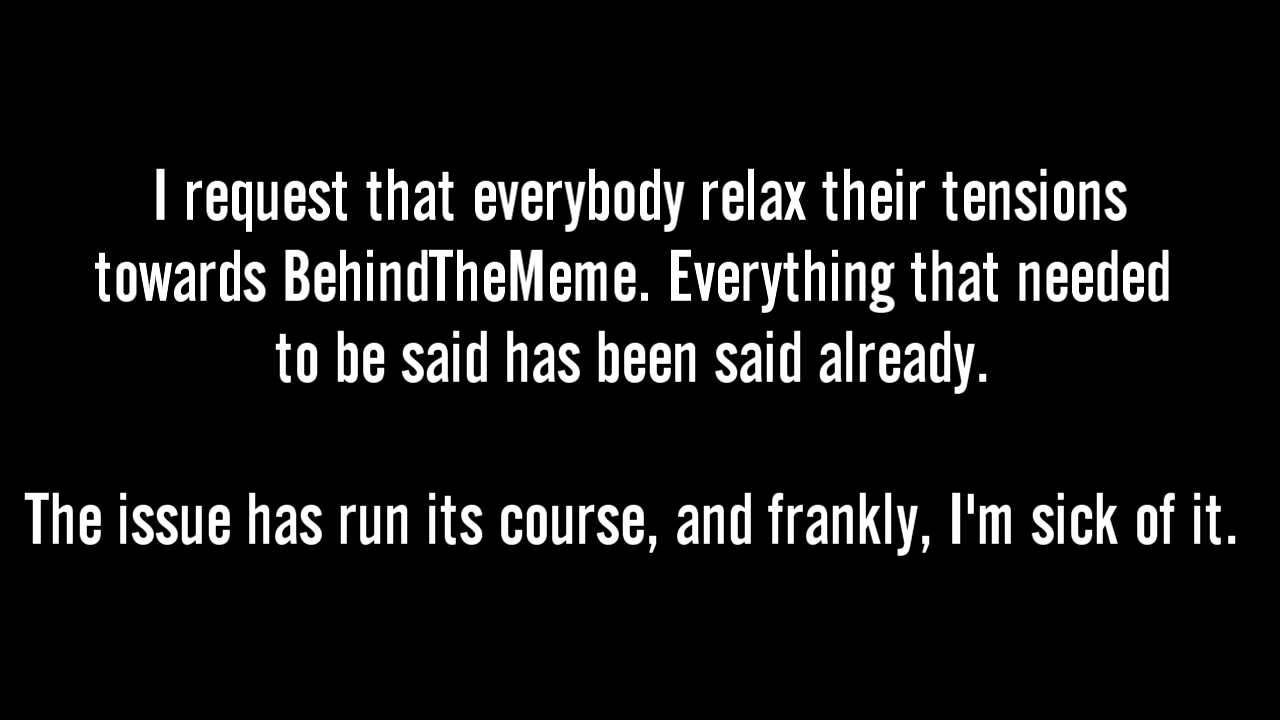 I request that everybody relax their tensions
towards BehindTheMeme. Everything that needed
to be said has been said already.
The issue has run its course, and frankly, I'm sick of it.